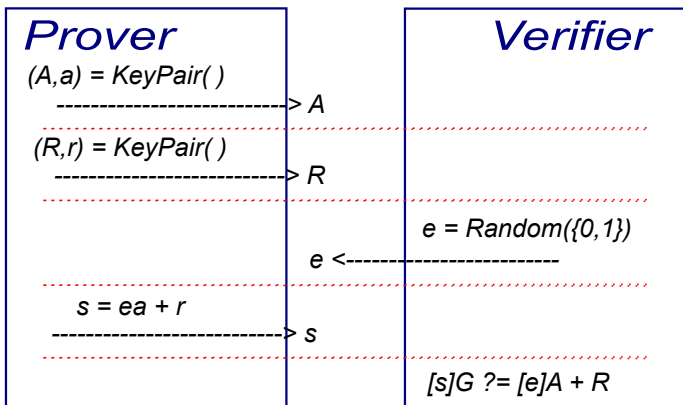 Prover Verifier
(A,a) = KeyPair( )
---------------------------> A
(R,r) = KeyPair( )
---------------------------> R
e = Random({0,1})
e <-------------------------
s = ea + r
---------------------------> s
[s]G ?= [e]A + R